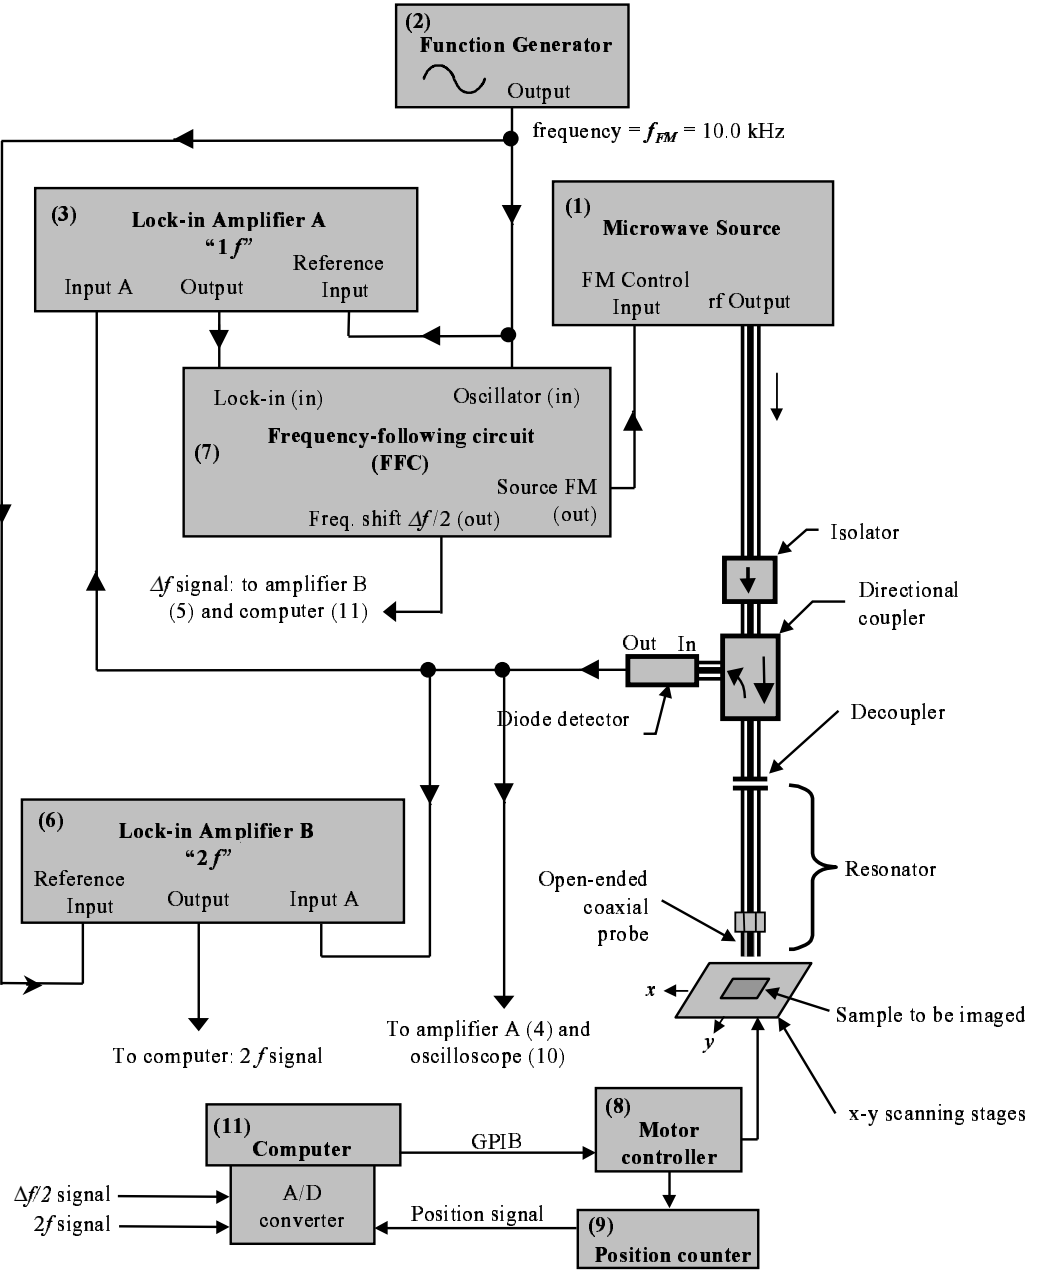 (2)
Function Generator
Output
frequency = f_FM = 10.0 kHz
(3)
Lock-in Amplifier A
“1f”
Input A
Output
Reference
Input
(1)
Microwave Source
FM Control
Input
rf Output
Lock-in (in)
Oscillator (in)
(7)
Frequency-following circuit
(FFC)
Source FM
(out)
Freq. shift Δf/2 (out)
Δf signal: to amplifier B
(5) and computer (11)
Isolator
Directional
coupler
Out
In
Diode detector
Decoupler
(6)
Lock-in Amplifier B
“2f”
Reference
Input
Output
Input A
Resonator
Open-ended
coaxial
probe
x
y
Sample to be imaged
x-y scanning stages
To computer: 2f signal
To amplifier A (4) and
oscilloscope (10)
(11)
Computer
GPIB
(8)
Motor
controller
A/D
converter
Δf/2 signal
2f signal
Position signal
(9)
Position counter